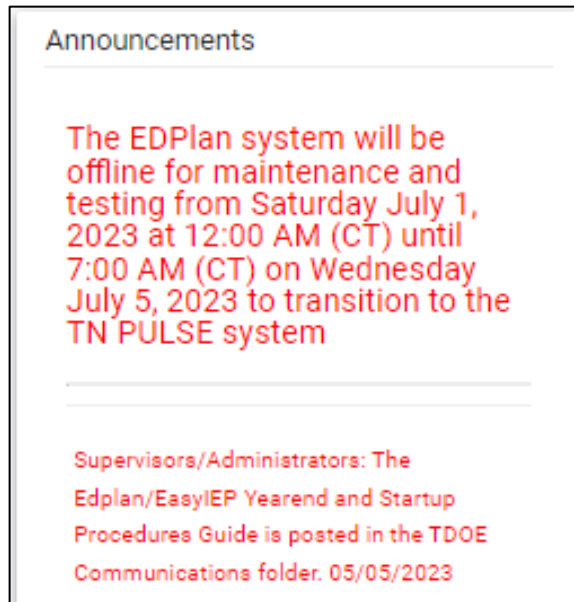 Announcements
The EDPlan system will be
offline for maintenance and
testing from Saturday July 1,
2023 at 12:00 AM (CT) until
7:00 AM (CT) on Wednesday
July 5, 2023 to transition to the
TN PULSE system
Supervisors/Administrators: The
Edplan/EasyIEP Yearend and Startup
Procedures Guide is posted in the TDOE
Communications folder. 05/05/2023